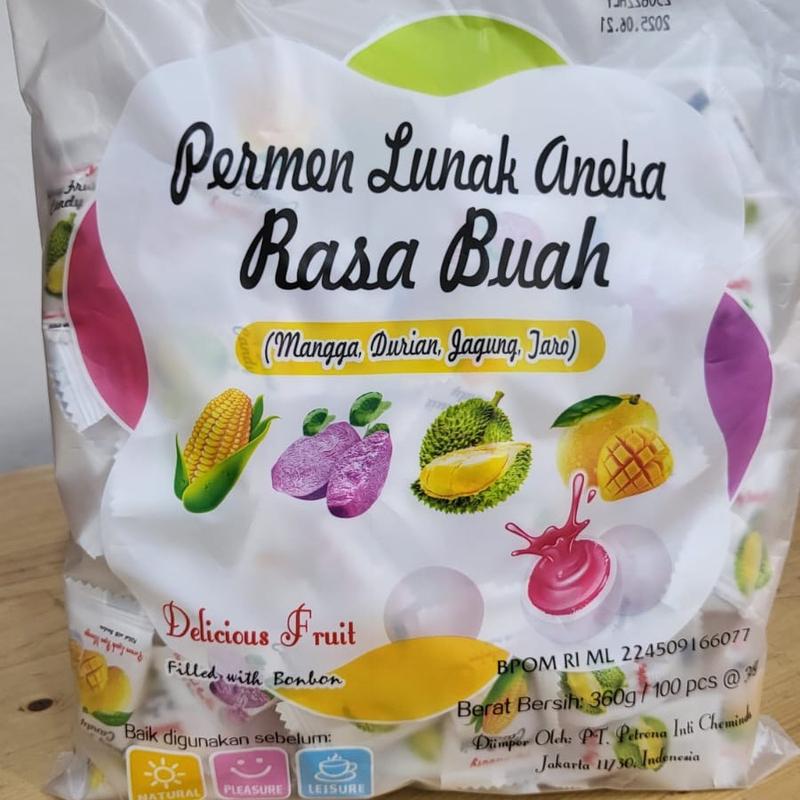 2025.06.21
Permen Lunak Aneka
Rasa Buah
(Mangga, Durian, Jagung, Taro)
Delicious Fruit
Filled with Bonbon
BPOM RI ML 224509166077
Berat Bersih: 360g / 100 pcs @
Diimpor Oleh: P.T. Petrona Inti Chemindo
Jakarta 11730, Indonesia
Baik digunakan sebelum:
NATURAL
PLEASURE
LEISURE